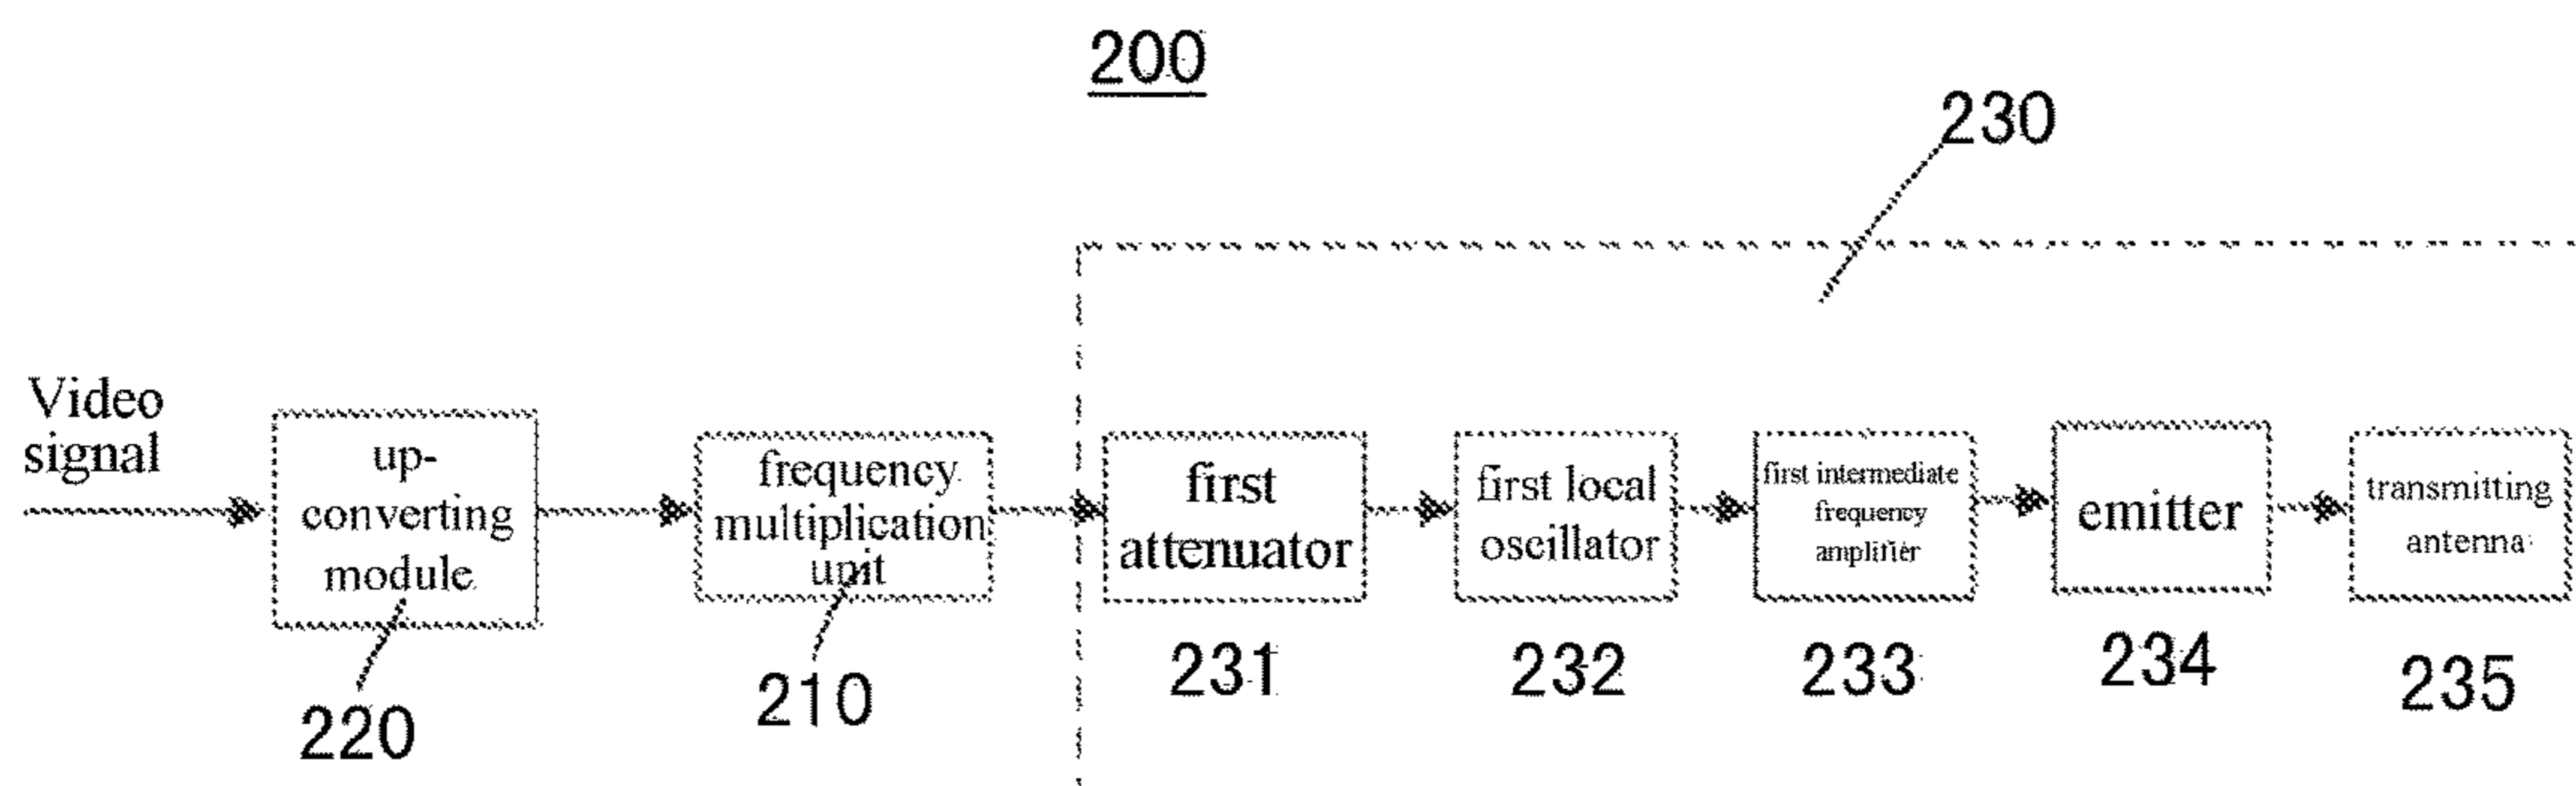 200
230
Video
signal
up-
converting
module
frequency
multiplication
unit
first
attenuator
first local
oscillator
first intermediate
frequency
amplifier
emitter
transmitting
antenna
220
210
231
232
233
234
235